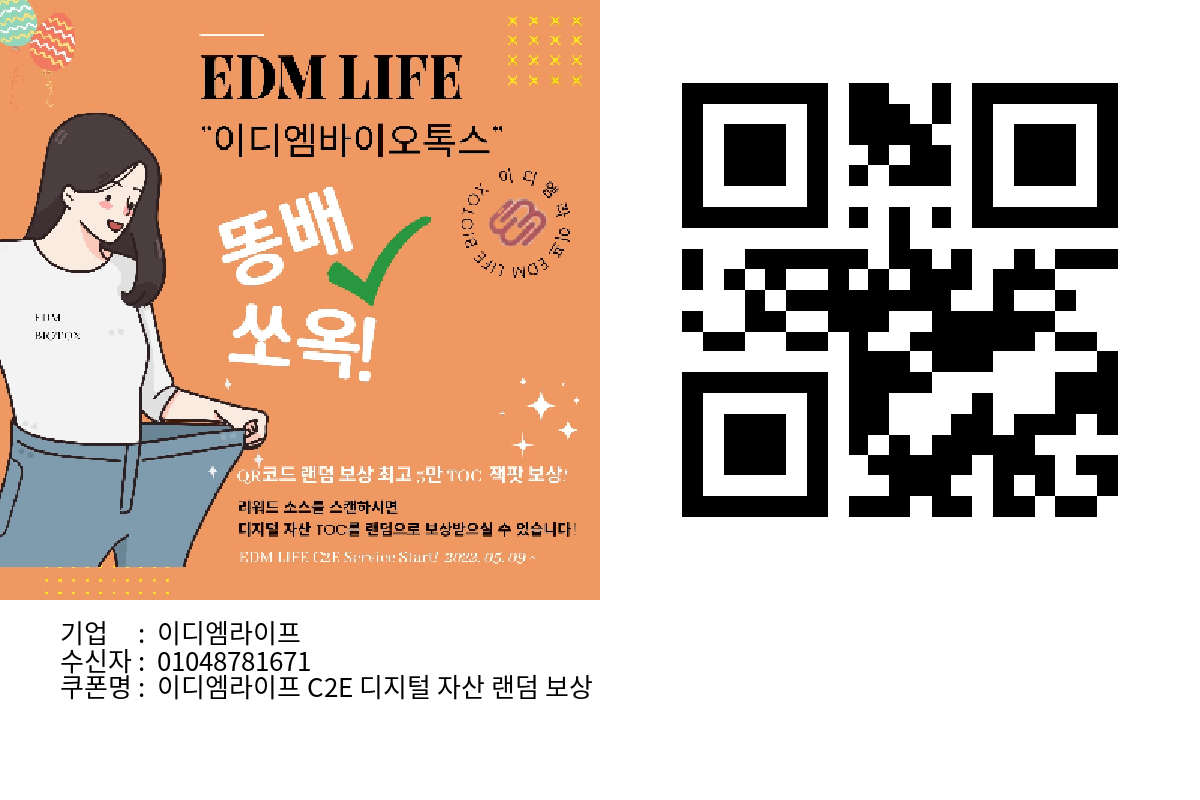 EDM LIFE
"이디엠바이오톡스"
이디엠라이프 EDM LIFE BIOTOX
똥배
쏘옥!
EDM
BIOTOX
QR코드 랜덤 보상 최고 5만 TOC 잭팟 보상!
리워드 소스를 스캔하시면
디지털 자산 TOC를 랜덤으로 보상받으실 수 있습니다!
EDM LIFE C2E Service Start! 2022. 05. 09 ~
기업 : 이디엠라이프
수신자 : 01048781671
쿠폰명 : 이디엠라이프 C2E 디지털 자산 랜덤 보상